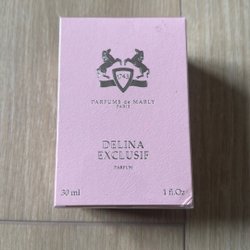 1743
PARFUMS de MARLY
PARIS
DELINA
EXCLUSIF
PARFUM
30 ml 1 fl.Oz